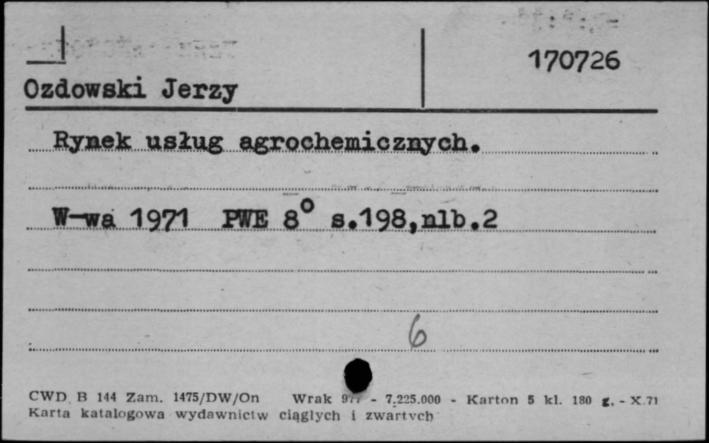 170726
Ozdowski Jerzy
Rynek usług agrochemicznych.
W-wa 1971 PWE 8° s.198,nlb.2
6
CWD B 144 Zam. 1475/DW/On Wrak - 7.225.000 - Karton 5 kl. 180 g. - X.71
Karta katalogowa wydawnictw ciągłych i zwartych